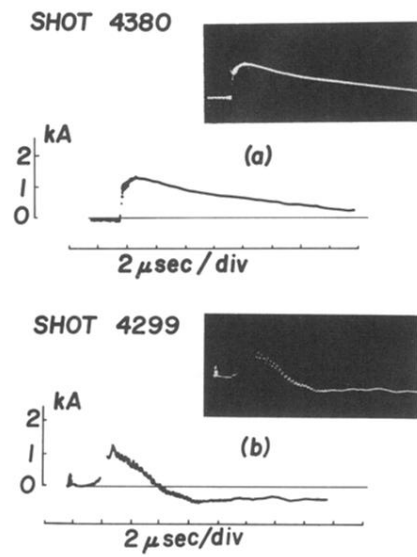 SHOT 4380
kA
2
1
0
(a)
2 μsec/div
SHOT 4299
kA
2
1
0
(b)
2 μsec/div